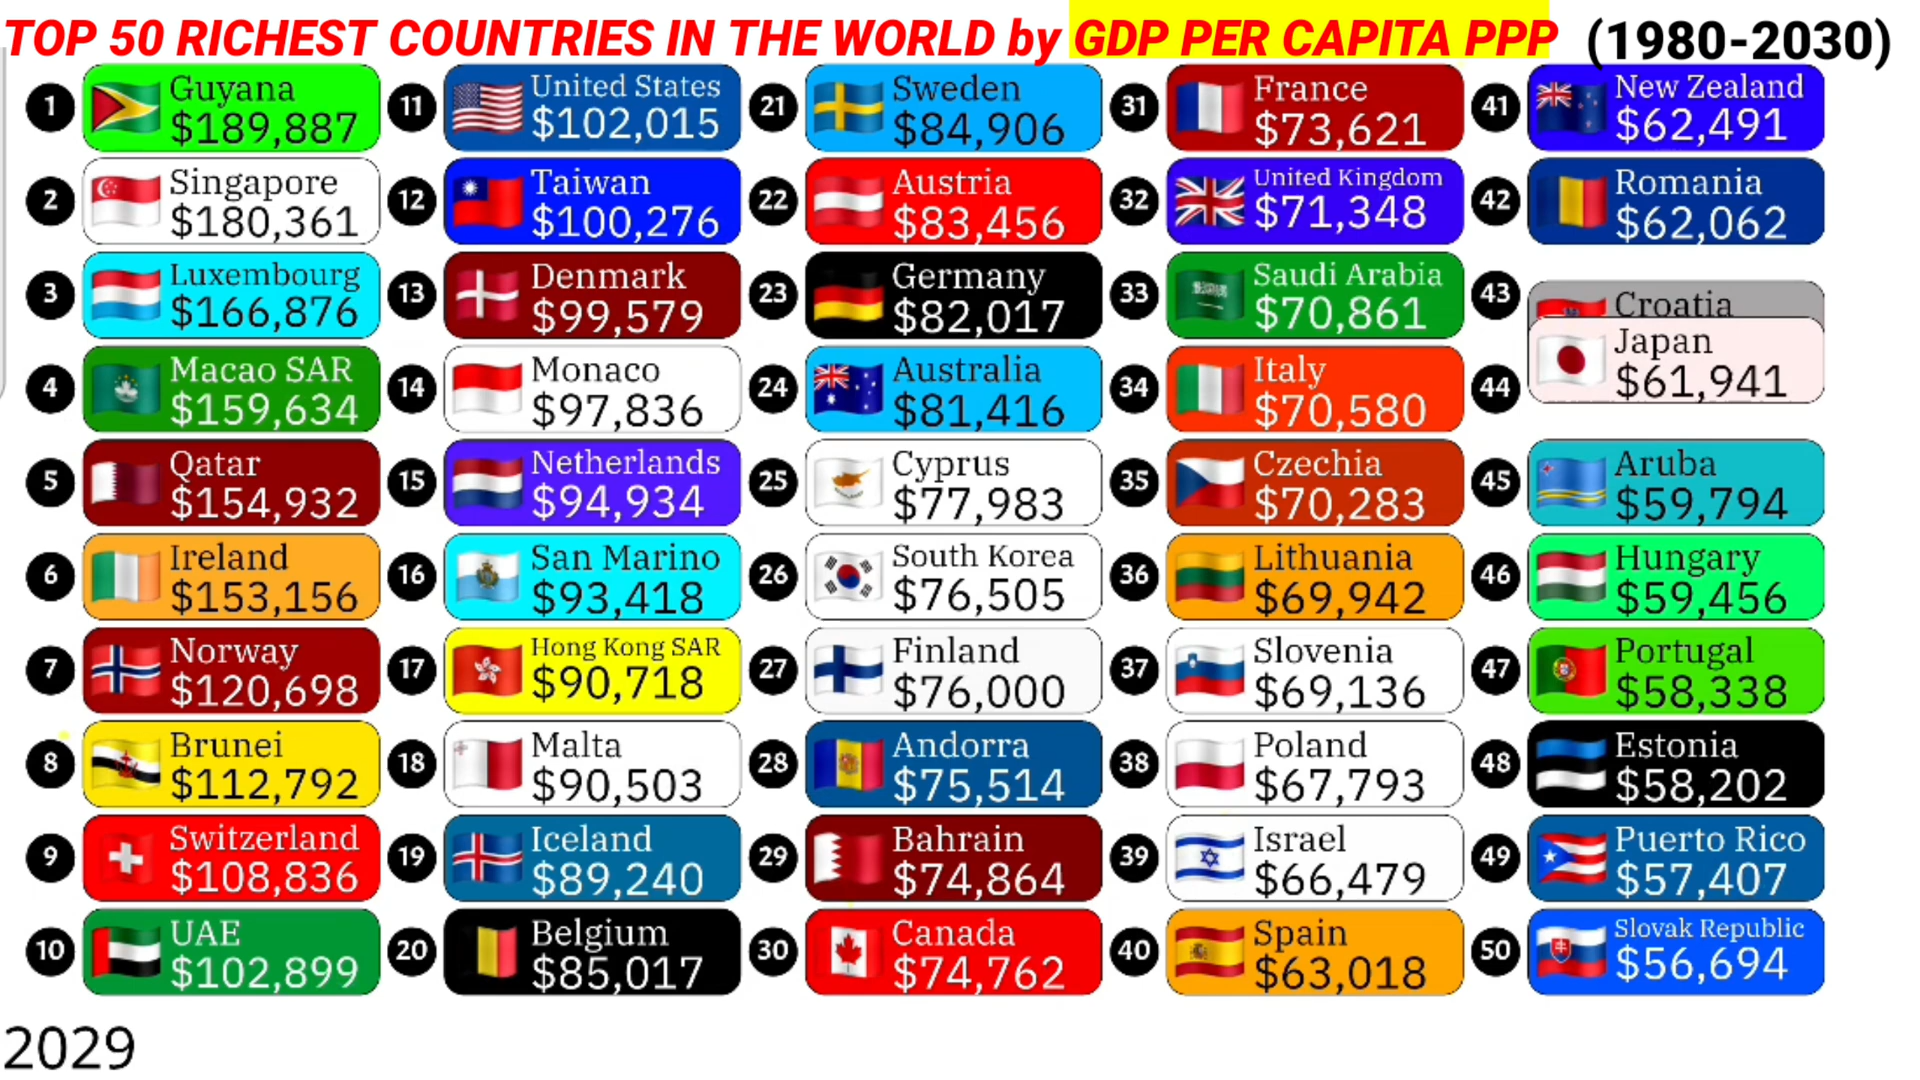 TOP 50 RICHEST COUNTRIES IN THE WORLD by GDP PER CAPITA PPP (1980-2030)
1 Guyana
$189,887
2 Singapore
$180,361
3 Luxembourg
$166,876
4 Macao SAR
$159,634
5 Qatar
$154,932
6 Ireland
$153,156
7 Norway
$120,698
8 Brunei
$112,792
9 Switzerland
$108,836
10 UAE
$102,899
11 United States
$102,015
12 Taiwan
$100,276
13 Denmark
$99,579
14 Monaco
$97,836
15 Netherlands
$94,934
16 San Marino
$93,418
17 Hong Kong SAR
$90,718
18 Malta
$90,503
19 Iceland
$89,240
20 Belgium
$85,017
21 Sweden
$84,906
22 Austria
$83,456
23 Germany
$82,017
24 Australia
$81,416
25 Cyprus
$77,983
26 South Korea
$76,505
27 Finland
$76,000
28 Andorra
$75,514
29 Bahrain
$74,864
30 Canada
$74,762
31 France
$73,621
32 United Kingdom
$71,348
33 Saudi Arabia
$70,861
34 Italy
$70,580
35 Czechia
$70,283
36 Lithuania
$69,942
37 Slovenia
$69,136
38 Poland
$67,793
39 Israel
$66,479
40 Spain
$63,018
41 New Zealand
$62,491
42 Romania
$62,062
43 Croatia
44 Japan
$61,941
45 Aruba
$59,794
46 Hungary
$59,456
47 Portugal
$58,338
48 Estonia
$58,202
49 Puerto Rico
$57,407
50 Slovak Republic
$56,694
2029